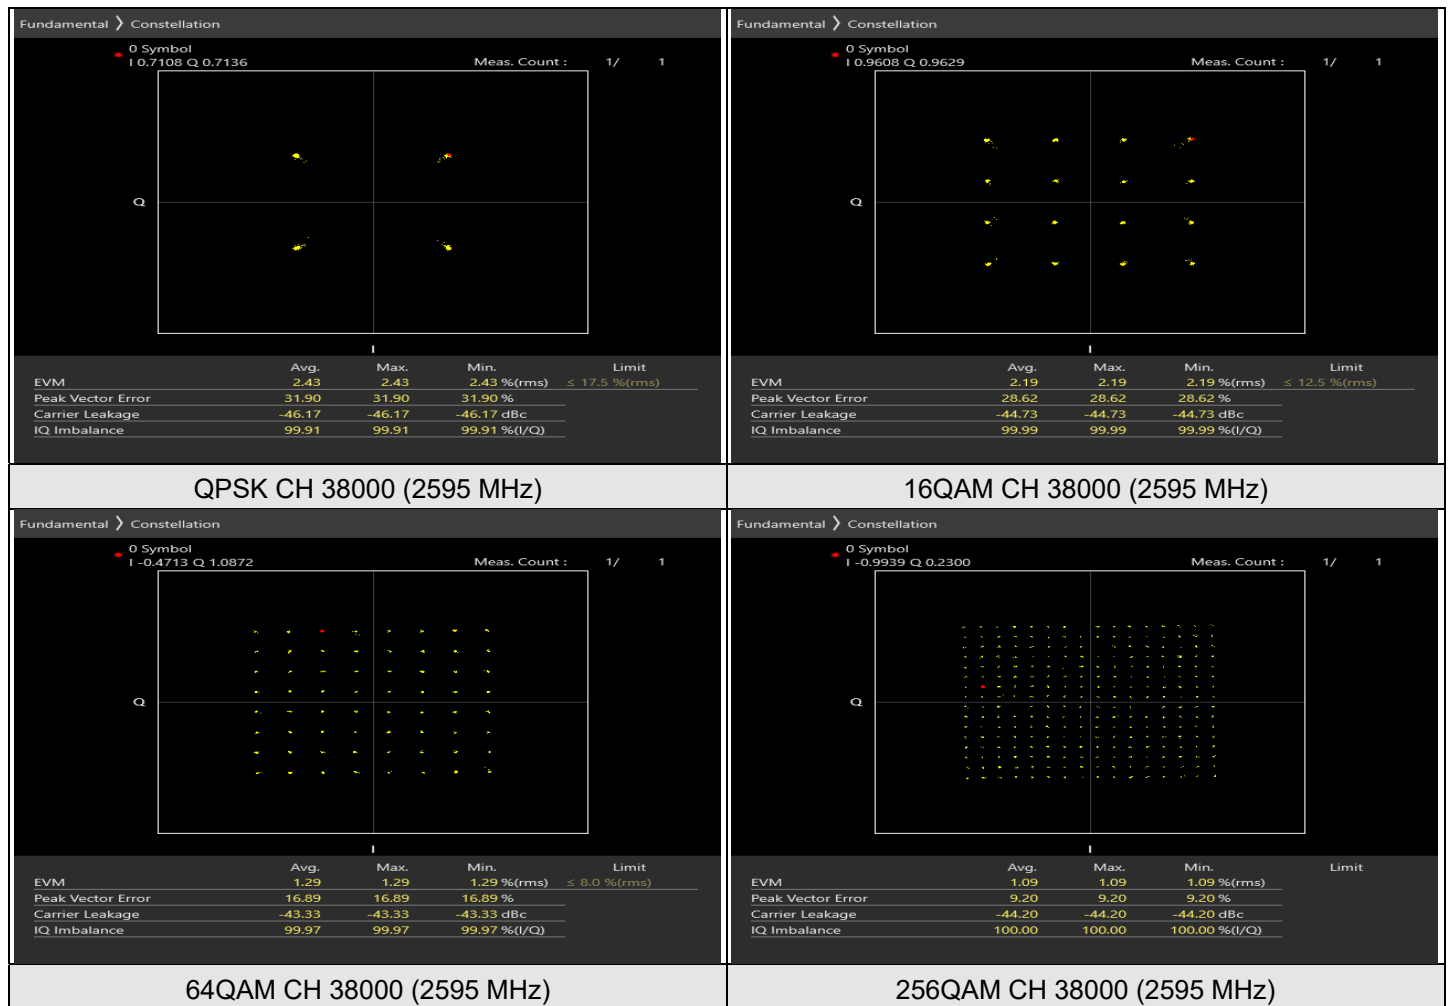 Fundamental ❯ Constellation
0 Symbol
I 0.7108 Q 0.7136 Meas. Count : 1/ 1
Q
I
Avg. Max. Min. Limit
EVM 2.43 2.43 2.43 %(rms) ≤ 17.5 %(rms)
Peak Vector Error 31.90 31.90 31.90 %
Carrier Leakage -46.17 -46.17 -46.17 dBc
IQ Imbalance 99.91 99.91 99.91 %(I/Q)
QPSK CH 38000 (2595 MHz)
Fundamental ❯ Constellation
0 Symbol
I 0.9608 Q 0.9629 Meas. Count : 1/ 1
Q
I
Avg. Max. Min. Limit
EVM 2.19 2.19 2.19 %(rms) ≤ 12.5 %(rms)
Peak Vector Error 28.62 28.62 28.62 %
Carrier Leakage -44.73 -44.73 -44.73 dBc
IQ Imbalance 99.99 99.99 99.99 %(I/Q)
16QAM CH 38000 (2595 MHz)
Fundamental ❯ Constellation
0 Symbol
I -0.4713 Q 1.0872 Meas. Count : 1/ 1
Q
I
Avg. Max. Min. Limit
EVM 1.29 1.29 1.29 %(rms) ≤ 8.0 %(rms)
Peak Vector Error 16.89 16.89 16.89 %
Carrier Leakage -43.33 -43.33 -43.33 dBc
IQ Imbalance 99.97 99.97 99.97 %(I/Q)
64QAM CH 38000 (2595 MHz)
Fundamental ❯ Constellation
0 Symbol
I -0.9939 Q 0.2300 Meas. Count : 1/ 1
Q
I
Avg. Max. Min. Limit
EVM 1.09 1.09 1.09 %(rms)
Peak Vector Error 9.20 9.20 9.20 %
Carrier Leakage -44.20 -44.20 -44.20 dBc
IQ Imbalance 100.00 100.00 100.00 %(I/Q)
256QAM CH 38000 (2595 MHz)